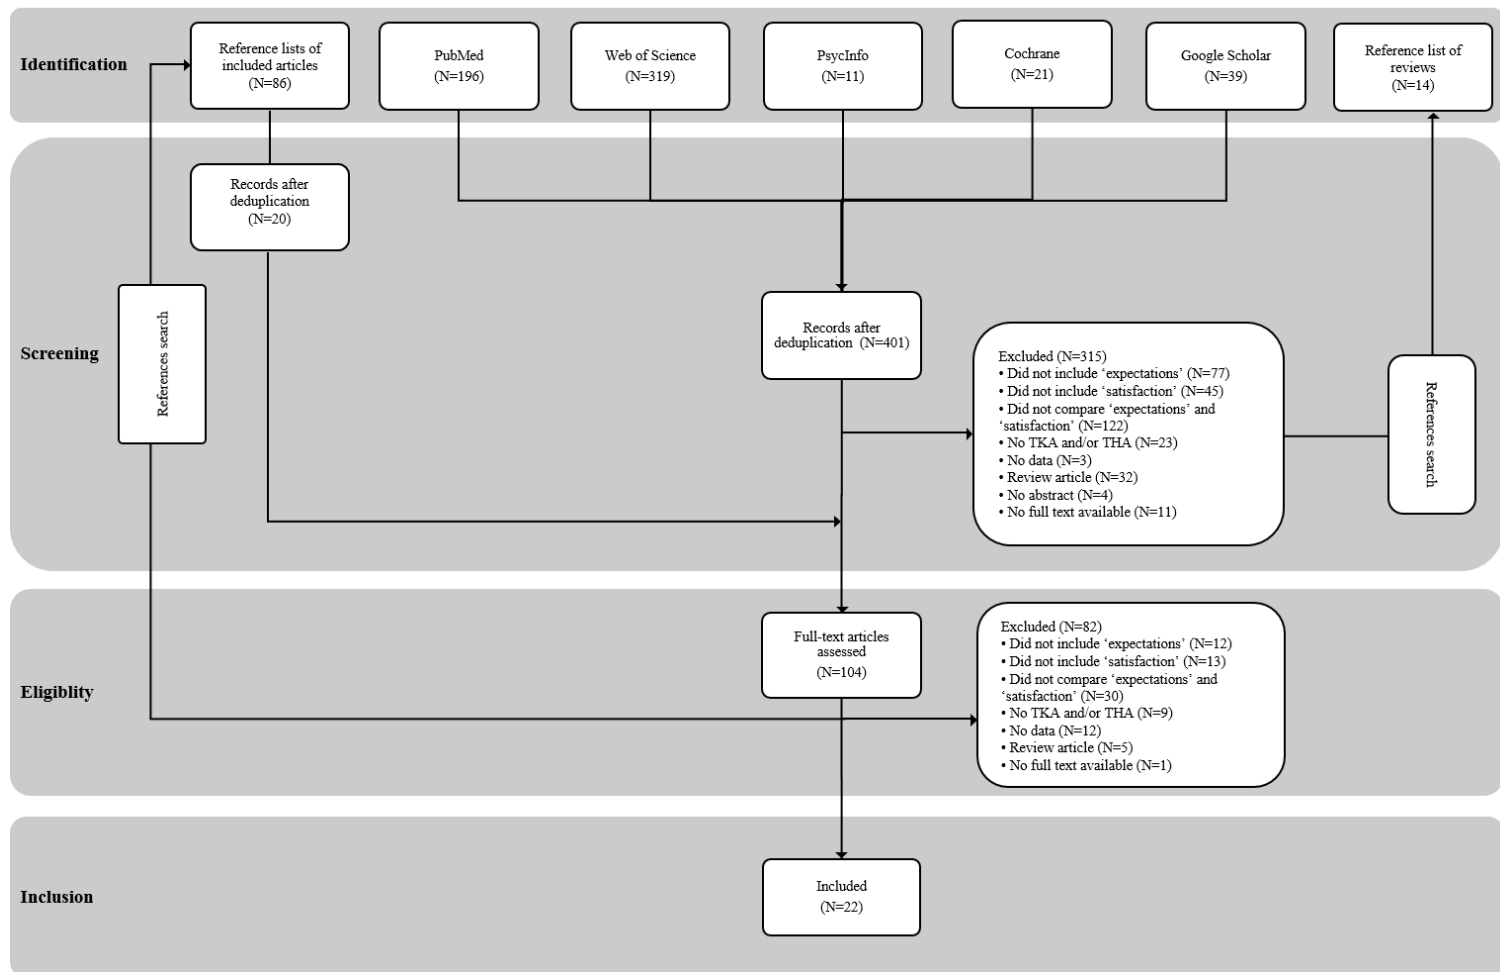 Identification
Reference lists of
included articles
(N=86)
PubMed
(N=196)
Web of Science
(N=319)
PsycInfo
(N=11)
Cochrane
(N=21)
Google Scholar
(N=39)
Reference list of
reviews
(N=14)
Screening
Records after
deduplication
(N=20)
References search
Records after
deduplication (N=401)
Excluded (N=315)
• Did not include ‘expectations’ (N=77)
• Did not include ‘satisfaction’ (N=45)
• Did not compare ‘expectations’ and
‘satisfaction’ (N=122)
• No TKA and/or THA (N=23)
• No data (N=3)
• Review article (N=32)
• No abstract (N=4)
• No full text available (N=11)
References search
Eligiblity
Full-text articles
assessed
(N=104)
Excluded (N=82)
• Did not include ‘expectations’ (N=12)
• Did not include ‘satisfaction’ (N=13)
• Did not compare ‘expectations’ and
‘satisfaction’ (N=30)
• No TKA and/or THA (N=9)
• No data (N=12)
• Review article (N=5)
• No full text available (N=1)
Inclusion
Included
(N=22)